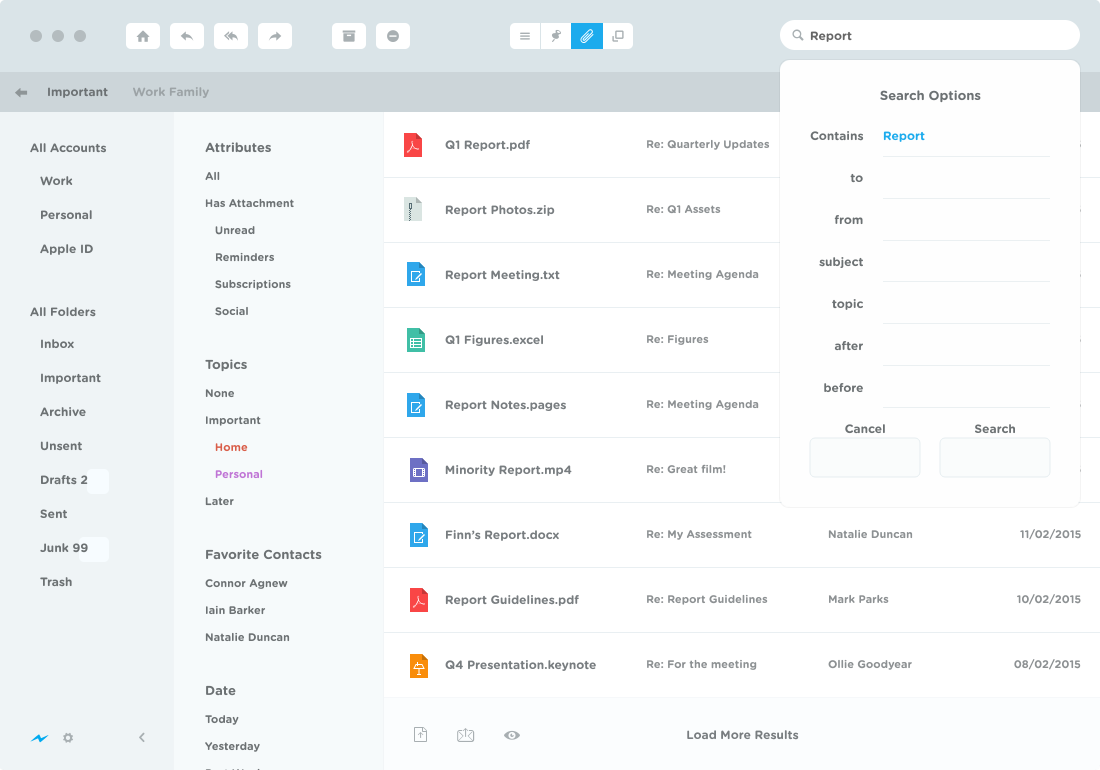 Report
Important
Work Family
All Accounts
Work
Personal
Apple ID
All Folders
Inbox
Important
Archive
Unsent
Drafts 2
Sent
Junk 99
Trash
Attributes
All
Has Attachment
Unread
Reminders
Subscriptions
Social
Topics
None
Important
Home
Personal
Later
Favorite Contacts
Connor Agnew
Iain Barker
Natalie Duncan
Date
Today
Yesterday
Q1 Report.pdf Re: Quarterly Updates
Report Photos.zip Re: Q1 Assets
Report Meeting.txt Re: Meeting Agenda
Q1 Figures.excel Re: Figures
Report Notes.pages Re: Meeting Agenda
Minority Report.mp4 Re: Great film!
Finn's Report.docx Re: My Assessment Natalie Duncan 11/02/2015
Report Guidelines.pdf Re: Report Guidelines Mark Parks 10/02/2015
Q4 Presentation.keynote Re: For the meeting Ollie Goodyear 08/02/2015
Load More Results
Search Options
Contains Report
to
from
subject
topic
after
before
Cancel Search